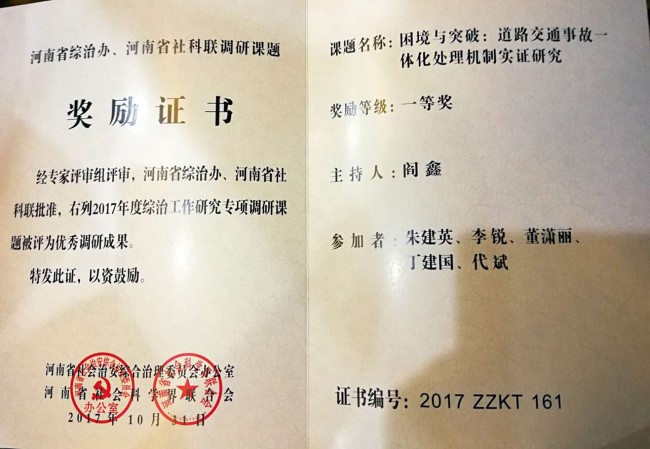 河南省综治办、河南省社科联调研课题
奖励证书
经专家评审组评审，河南省综治办、河南省社
科联批准，右列2017年度综治工作研究专项调研课
题被评为优秀调研成果。
特发此证，以资鼓励。
河南省社会治安综合治理委员会办公室
河南省社会科学界联合会
2017年10月31日
办公室
课题名称：困境与突破：道路交通事故一
体化处理机制实证研究
奖励等级：一等奖
主持人：阎鑫
参加者：朱建英、李锐、董潇丽、
丁建国、代斌
证书编号：2017 ZZKT 161